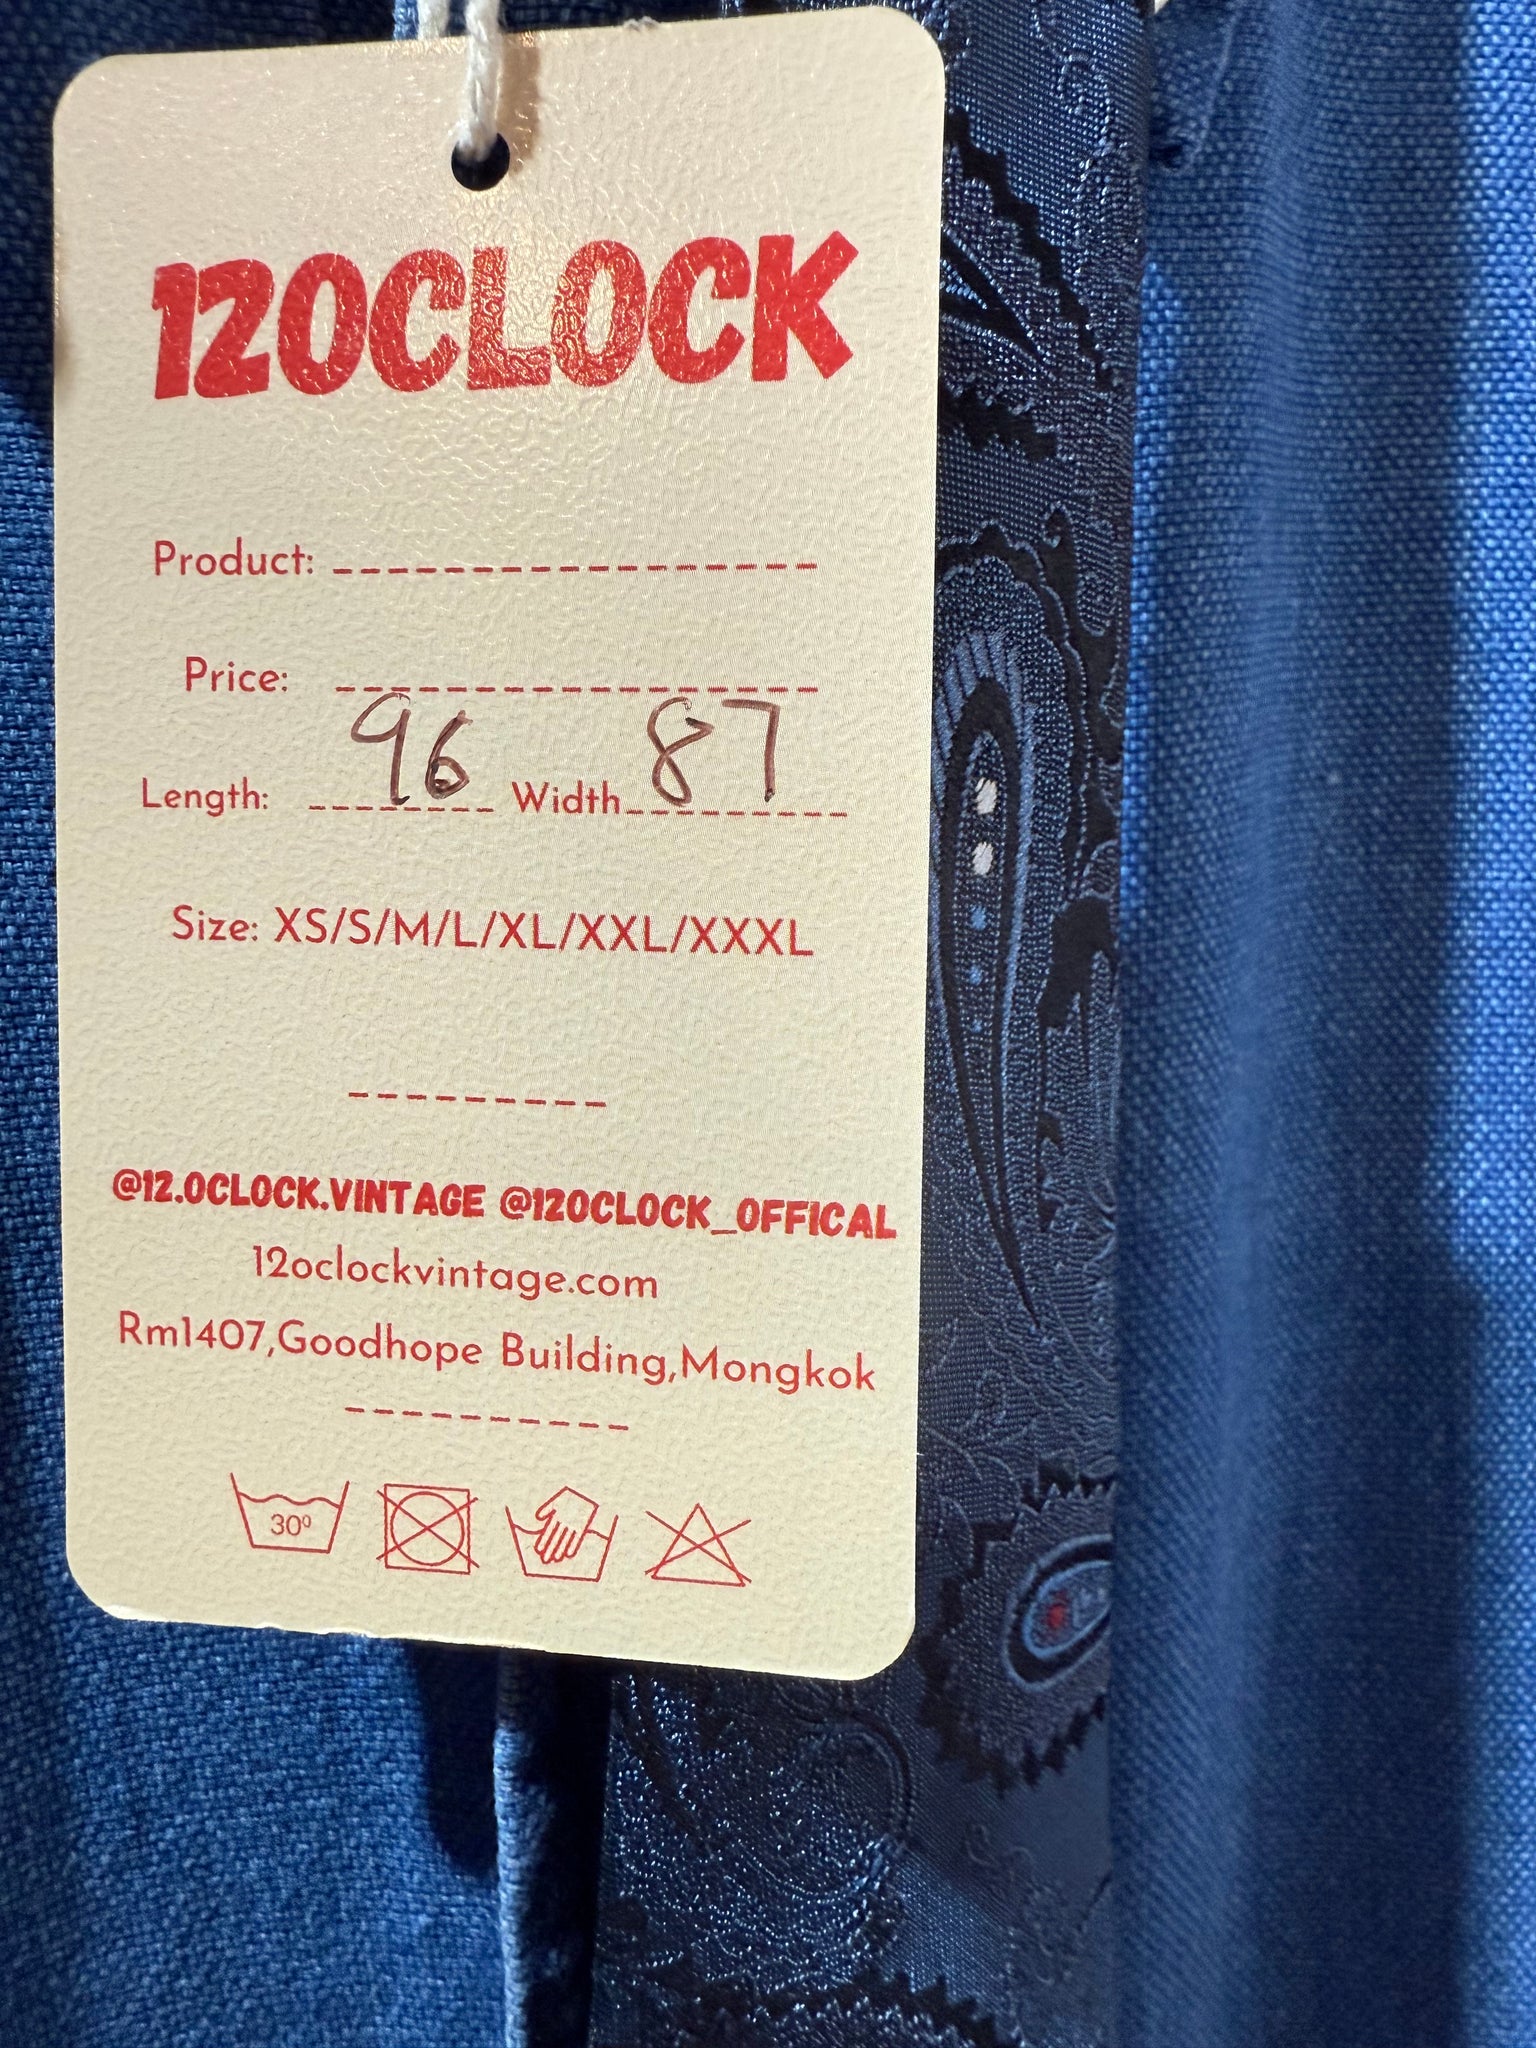 12OCLOCK
Product:
Price:
Length: 96 Width 87
Size: XS/S/M/L/XL/XXL/XXXL
@12.OCLOCK.VINTAGE @12OCLOCK_OFFICAL
12oclockvintage.com
Rm1407,Goodhope Building,Mongkok
30°